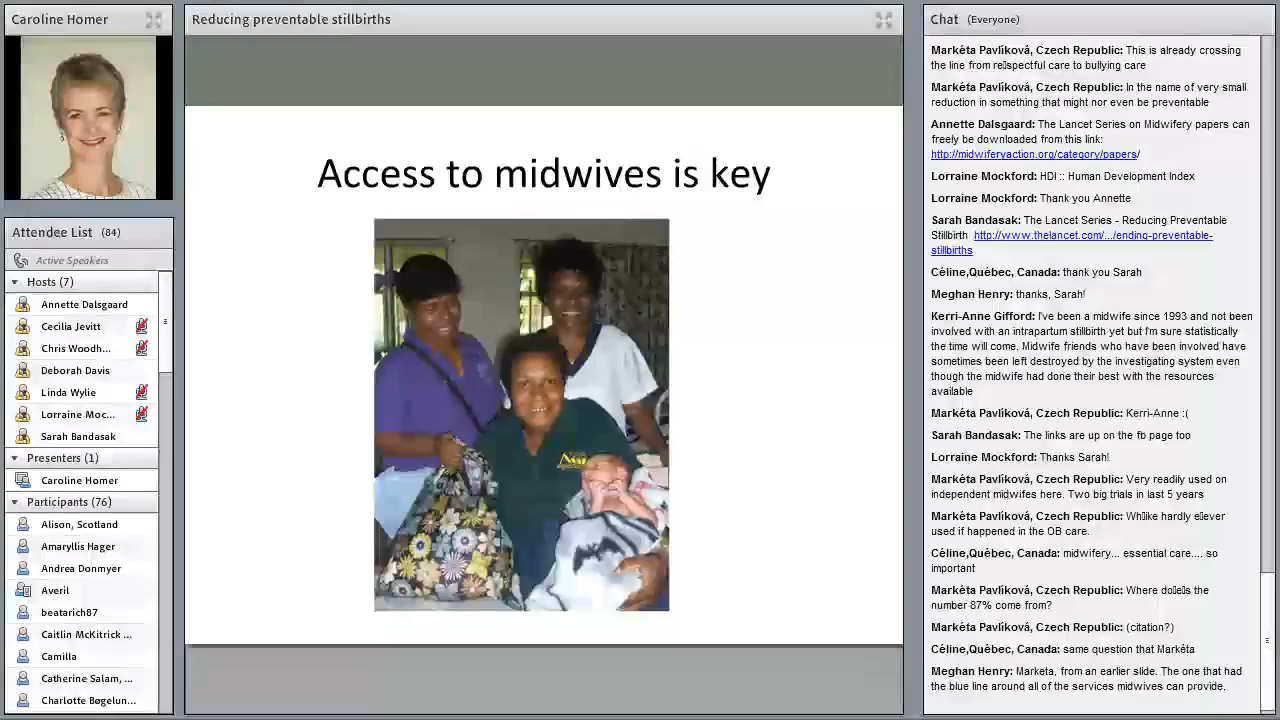 Caroline Homer
Attendee List (84)
Active Speakers
Hosts (7)
Annette Dalsgaard
Cecilia Jevitt
Chris Woodh...
Deborah Davis
Linda Wylie
Lorraine Moc...
Sarah Bandasak
Presenters (1)
Caroline Homer
Participants (76)
Alison, Scotland
Amaryllis Hager
Andrea Donmyer
Averil
beatarich87
Caitlin McKitrick ...
Camilla
Catherine Salam, ...
Charlotte Bøgelun...
Reducing preventable stillbirths
Access to midwives is key
Chat (Everyone)
Markéta Pavlíková, Czech Republic: This is already crossing
the line from re▯spectful care to bullying care
Markéta Pavlíková, Czech Republic: In the name of very small
reduction in something that might nor even be preventable
Annette Dalsgaard: The Lancet Series on Midwifery papers can
freely be downloaded from this link:
http://midwiferyaction.org/category/papers/
Lorraine Mockford: HDI :: Human Development Index
Lorraine Mockford: Thank you Annette
Sarah Bandasak: The Lancet Series - Reducing Preventable
Stillbirth http://www.thelancet.com/.../ending-preventable-
stillbirths
Céline,Québec, Canada: thank you Sarah
Meghan Henry: thanks, Sarah!
Kerri-Anne Gifford: I've been a midwife since 1993 and not been
involved with an intrapartum stillbirth yet but I'm sure statistically
the time will come. Midwife friends who have been involved have
sometimes been left destroyed by the investigating system even
though the midwife had done their best with the resources
available
Markéta Pavlíková, Czech Republic: Kerri-Anne :(
Sarah Bandasak: The links are up on the fb page too
Lorraine Mockford: Thanks Sarah!
Markéta Pavlíková, Czech Republic: Very readily used on
independent midwifes here. Two big trials in last 5 years
Markéta Pavlíková, Czech Republic: Wh▯ike hardly e▯ever
used if happened in the OB care.
Céline,Québec, Canada: midwifery... essential care.... so
important
Markéta Pavlíková, Czech Republic: Where do▯▯es the
number 87% come from?
Markéta Pavlíková, Czech Republic: (citation?)
Céline,Québec, Canada: same question that Markéta
Meghan Henry: Marketa, from an earlier slide. The one that had
the blue line around all of the services midwives can provide.